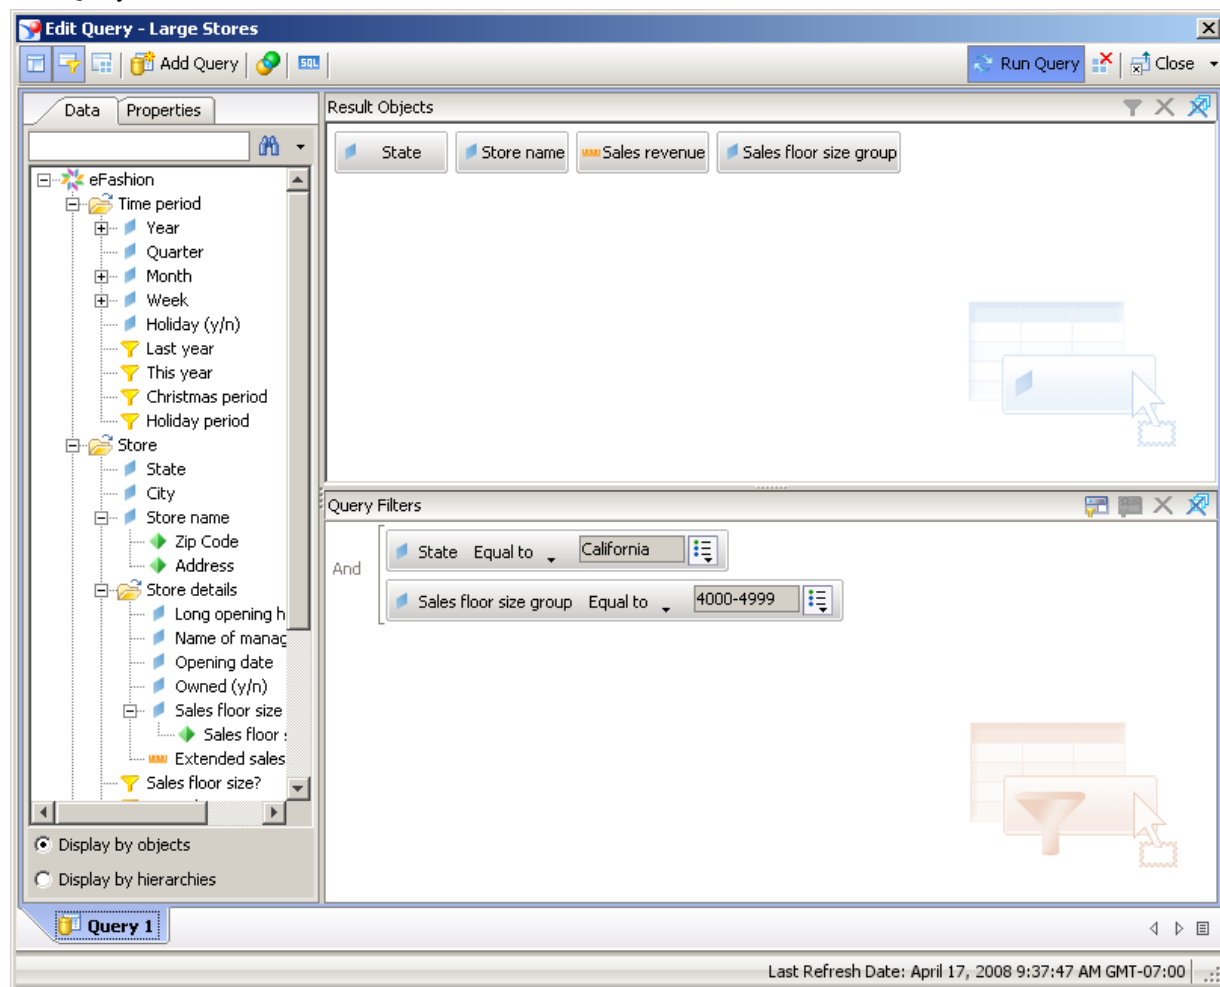 Edit Query - Large Stores
Add Query
SQL
Run Query
Close
Data
Properties
Result Objects
State
Store name
Sales revenue
Sales floor size group
eFashion
Time period
Year
Quarter
Month
Week
Holiday (y/n)
Last year
This year
Christmas period
Holiday period
Store
State
City
Store name
Zip Code
Address
Store details
Long opening h
Name of manag
Opening date
Owned (y/n)
Sales floor size
Sales floor
Extended sales
Sales floor size?
Display by objects
Display by hierarchies
Query Filters
And
State Equal to California
Sales floor size group Equal to 4000-4999
Query 1
Last Refresh Date: April 17, 2008 9:37:47 AM GMT-07:00